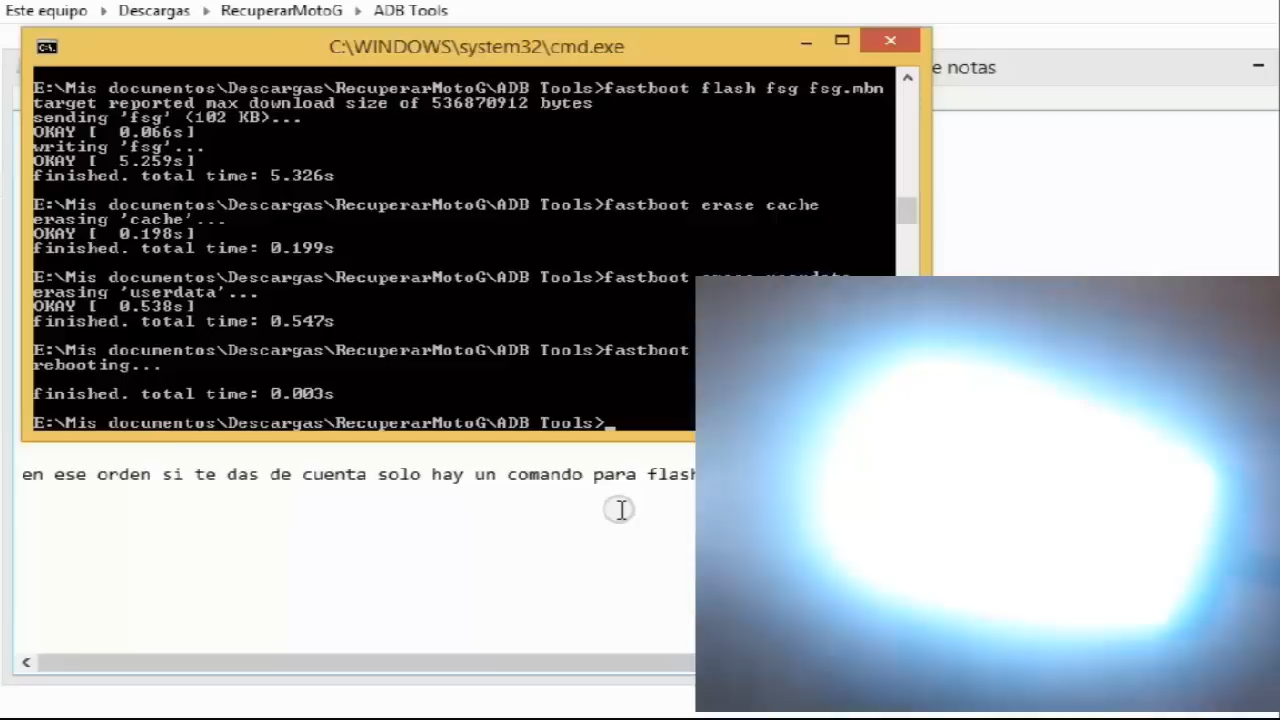 Este equipo ▸ Descargas ▸ RecuperarMotoG ▸ ADB Tools
C:\WINDOWS\system32\cmd.exe
e notas
E:\Mis documentos\Descargas\RecuperarMotoG\ADB Tools>fastboot flash fsg fsg.mbn
target reported max download size of 536870912 bytes
sending 'fsg' (102 KB)...
OKAY [  0.066s]
writing 'fsg'...
OKAY [  5.259s]
finished. total time: 5.326s
E:\Mis documentos\Descargas\RecuperarMotoG\ADB Tools>fastboot erase cache
erasing 'cache'...
OKAY [  0.198s]
finished. total time: 0.199s
E:\Mis documentos\Descargas\RecuperarMotoG\ADB Tools>fastboot
erasing 'userdata'...
OKAY [  0.538s]
finished. total time: 0.547s
E:\Mis documentos\Descargas\RecuperarMotoG\ADB Tools>fastboot
rebooting...
finished. total time: 0.003s
E:\Mis documentos\Descargas\RecuperarMotoG\ADB Tools>_
en ese orden si te das de cuenta solo hay un comando para flash